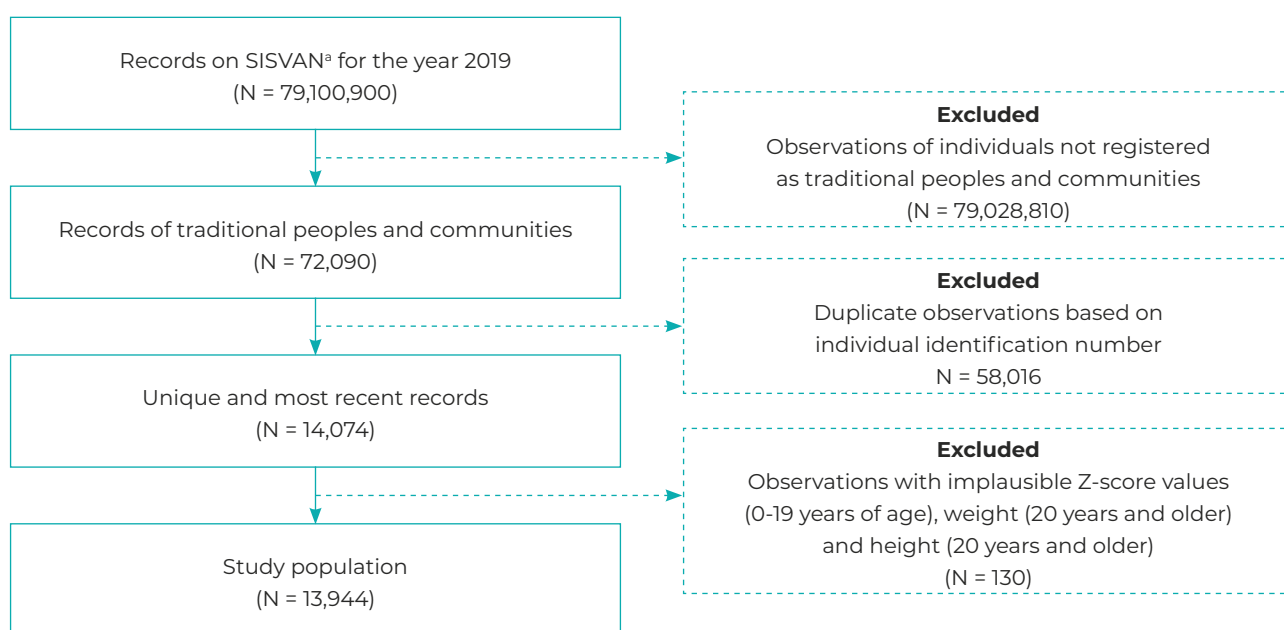 Records on SISVANᵃ for the year 2019
(N = 79,100,900)
Excluded
Observations of individuals not registered
as traditional peoples and communities
(N = 79,028,810)
Records of traditional peoples and communities
(N = 72,090)
Excluded
Duplicate observations based on
individual identification number
N = 58,016
Unique and most recent records
(N = 14,074)
Excluded
Observations with implausible Z-score values
(0-19 years of age), weight (20 years and older)
and height (20 years and older)
(N = 130)
Study population
(N = 13,944)